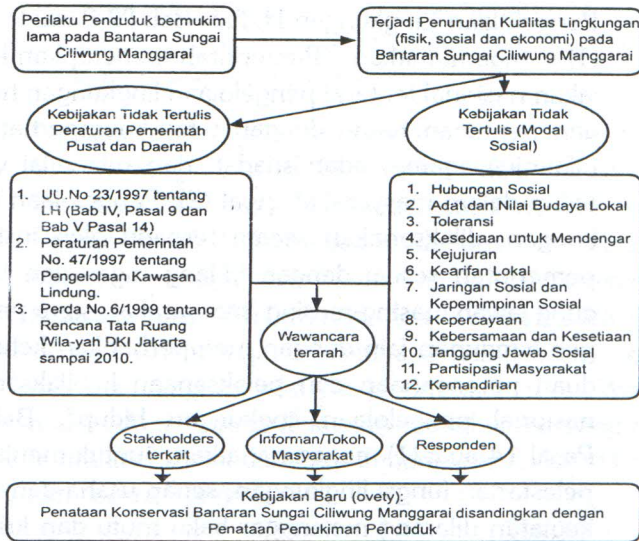 Perilaku Penduduk bermukim
lama pada Bantaran Sungai
Ciliwung Manggarai
Terjadi Penurunan Kualitas Lingkungan
(fisik, sosial dan ekonomi) pada
Bantaran Sungai Ciliwung Manggarai
Kebijakan Tidak Tertulis
Peraturan Pemerintah
Pusat dan Daerah
Kebijakan Tidak
Tertulis (Modal
Sosial)
1. UU.No 23/1997 tentang
LH (Bab IV, Pasal 9 dan
Bab V Pasal 14)
2. Peraturan Pemerintah
No. 47/1997 tentang
Pengelolaan Kawasan
Lindung.
3. Perda No.6/1999 tentang
Rencana Tata Ruang
Wila-yah DKI Jakarta
sampai 2010.
1. Hubungan Sosial
2. Adat dan Nilai Budaya Lokal
3. Toleransi
4. Kesediaan untuk Mendengar
5. Kejujuran
6. Kearifan Lokal
7. Jaringan Sosial dan
Kepemimpinan Sosial
8. Kepercayaan
9. Kebersamaan dan Kesetiaan
10. Tanggung Jawab Sosial
11. Partisipasi Masyarakat
12. Kemandirian
Wawancara
terarah
Stakeholders
terkait
Informan/Tokoh
Masyarakat
Responden
Kebijakan Baru (novety):
Penataan Konservasi Bantaran Sungai Ciliwung Manggarai disandingkan dengan
Penataan Pemukiman Penduduk